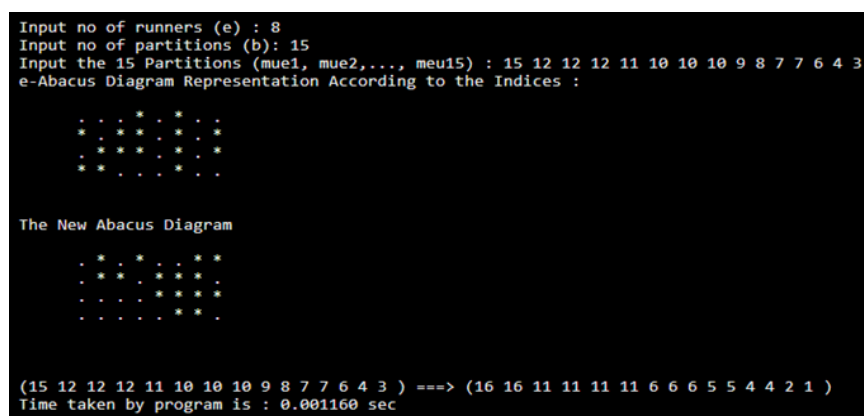 Input no of runners (e) : 8
Input no of partitions (b): 15
Input the 15 Partitions (mue1, mue2,..., meu15) : 15 12 12 12 11 10 10 10 9 8 7 7 6 4 3
e-Abacus Diagram Representation According to the Indices :
. . . * . * . .
* . * * . * . *
. * * * . * . *
* * . . . * . .
The New Abacus Diagram
. * . * . . * *
. * * . * * * .
. . . . * * * *
. . . . . * * .
(15 12 12 12 11 10 10 10 9 8 7 7 6 4 3 ) ===> (16 16 11 11 11 11 6 6 6 5 5 4 4 2 1 )
Time taken by program is : 0.001160 sec